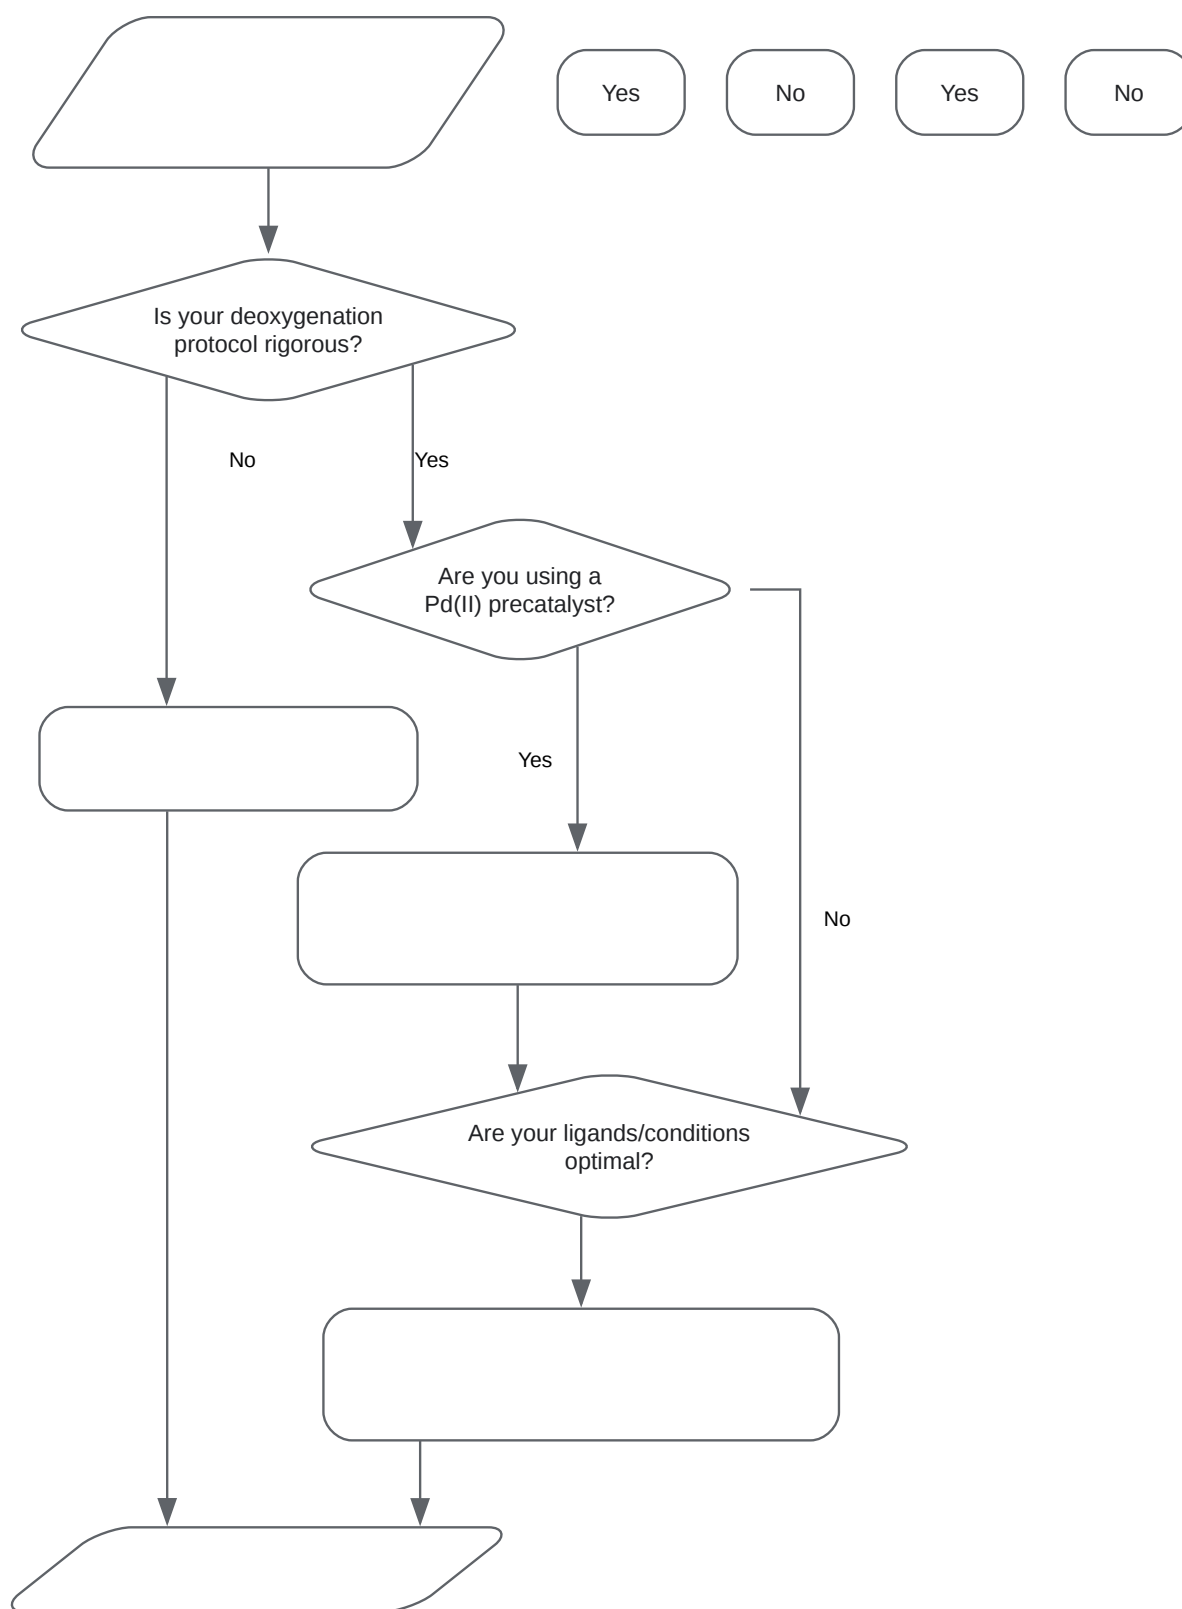 Yes
No
Yes
No
Is your deoxygenation
protocol rigorous?
No
Yes
Are you using a
Pd(II) precatalyst?
Yes
No
Are your ligands/conditions
optimal?